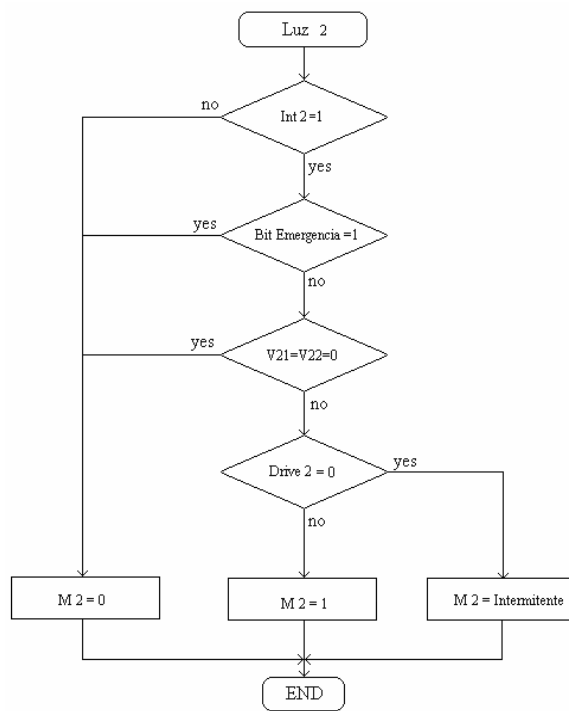 Luz 2
no
Int 2=1
yes
yes
Bit Emergencia =1
no
yes
V21=V22=0
no
Drive 2 = 0
yes
no
M 2 = 0
M 2 = 1
M 2 = Intermitente
END